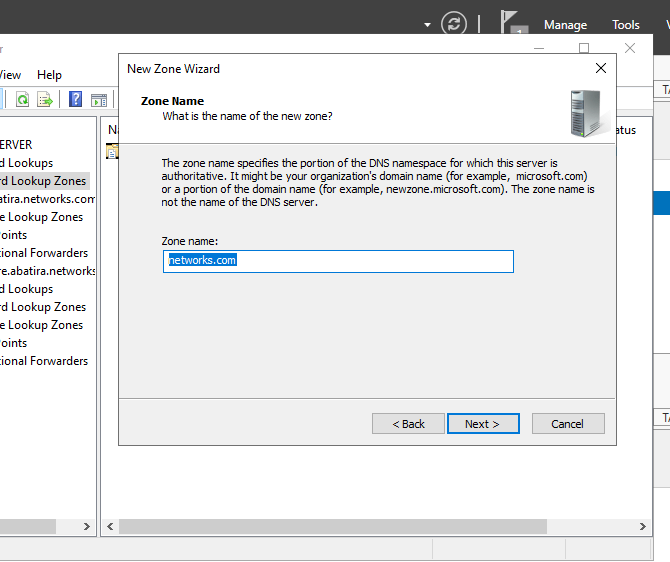 Manage Tools
View Help
New Zone Wizard
Zone Name
What is the name of the new zone?
The zone name specifies the portion of the DNS namespace for which this server is
authoritative. It might be your organization's domain name (for example, microsoft.com)
or a portion of the domain name (for example, newzone.microsoft.com). The zone name is
not the name of the DNS server.
Zone name:
networks.com
< Back Next > Cancel
ERVER
d Lookups
rd Lookup Zones
atira.networks.com
e Lookup Zones
Points
tional Forwarders
re.abatira.networks
d Lookups
rd Lookup Zones
e Lookup Zones
Points
tional Forwarders
Na
atus
TA
TA